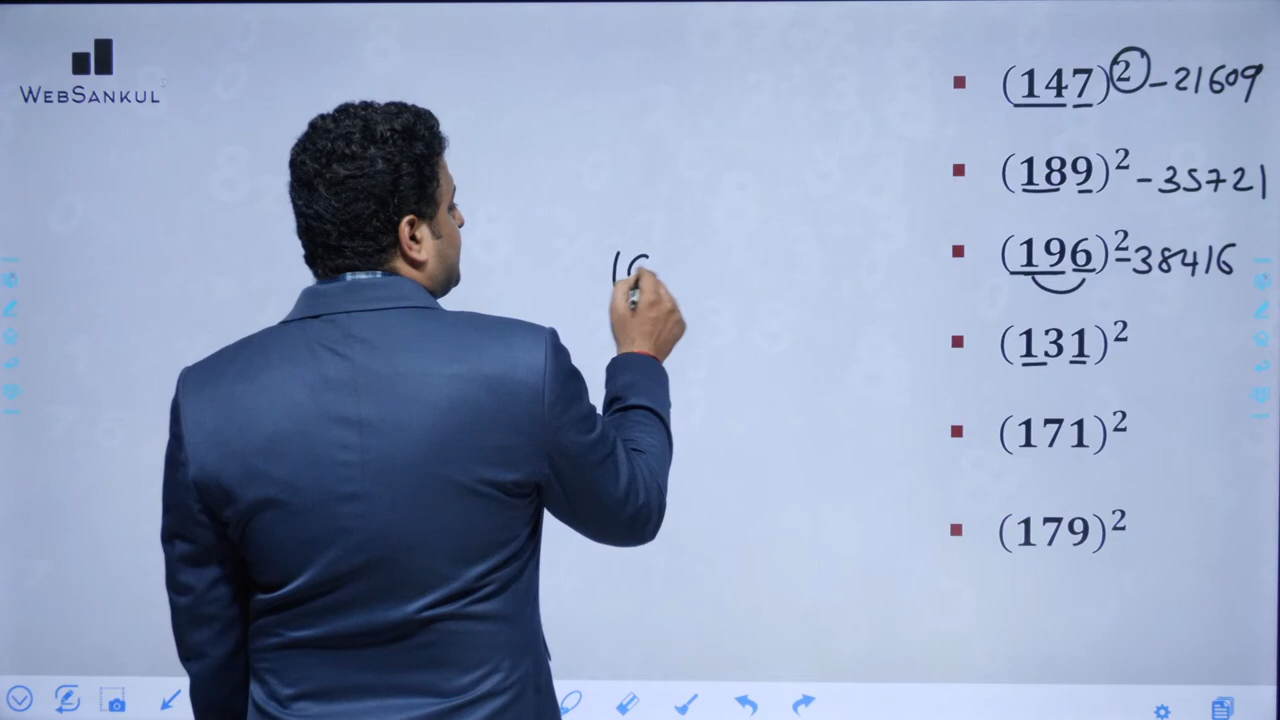 WEBSANKUL
(147)² - 21609
(189)² - 35721
(196)² - 38416
(131)²
(171)²
(179)²